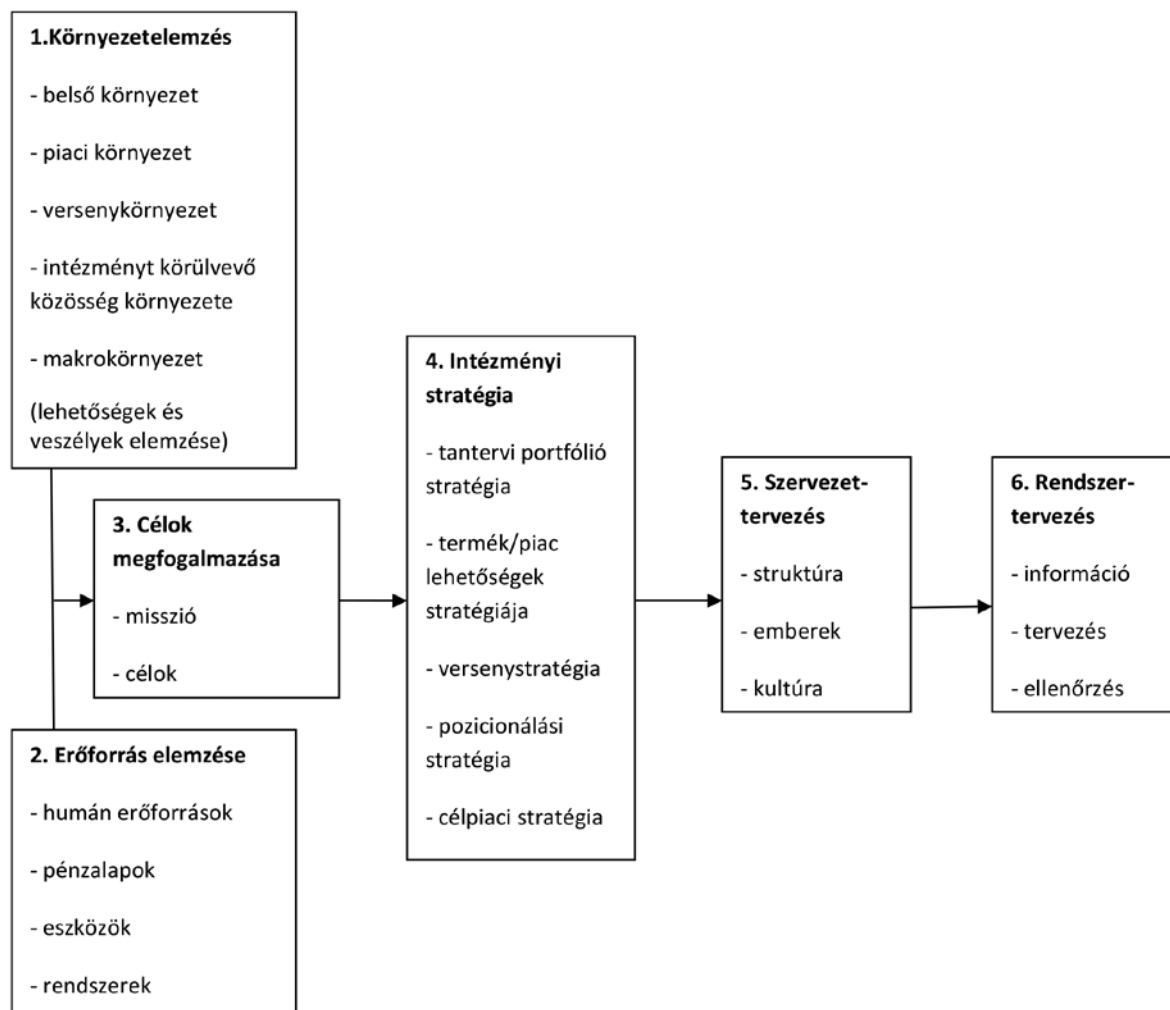 1.Környezetelemzés
- belső környezet
- piaci környezet
- versenykörnyezet
- intézményt körülvevő
közösség környezete
- makrokörnyezet
(lehetőségek és
veszélyek elemzése)
2. Erőforrás elemzése
- humán erőforrások
- pénzalapok
- eszközök
- rendszerek
3. Célok
megfogalmazása
- misszió
- célok
4. Intézményi
stratégia
- tantervi portfólió
stratégia
- termék/piac
lehetőségek
stratégiája
- versenystratégia
- pozicionálási
stratégia
- célpiaci stratégia
5. Szervezet-
tervezés
- struktúra
- emberek
- kultúra
6. Rendszer-
tervezés
- információ
- tervezés
- ellenőrzés